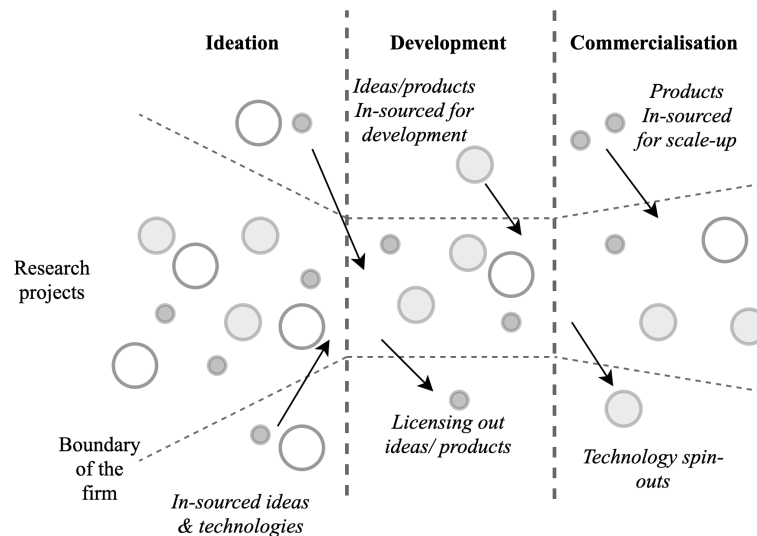 Ideation
Development
Commercialisation
Ideas/products
In-sourced for
development
Products
In-sourced
for scale-up
Research
projects
Boundary
of the
firm
Licensing out
ideas/ products
Technology spin-
outs
In-sourced ideas
& technologies